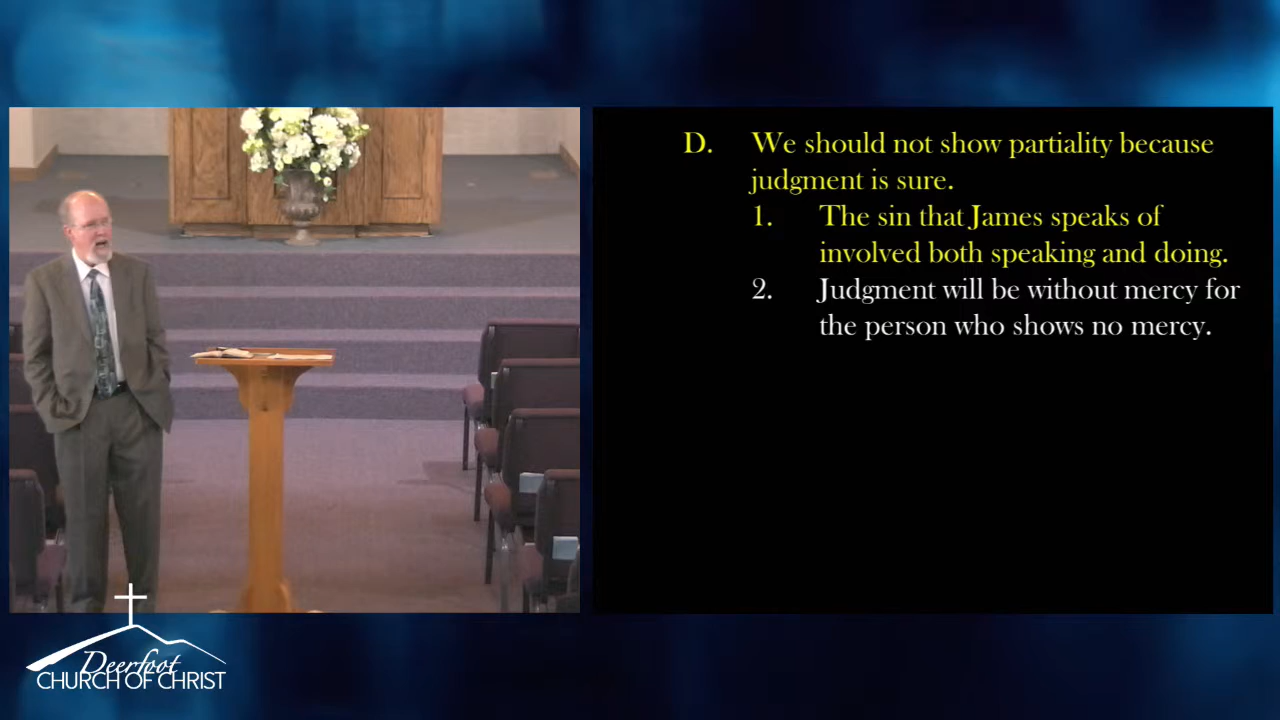 D. We should not show partiality because
judgment is sure.
1. The sin that James speaks of
involved both speaking and doing.
2. Judgment will be without mercy for
the person who shows no mercy.
Deerfoot
CHURCH OF CHRIST